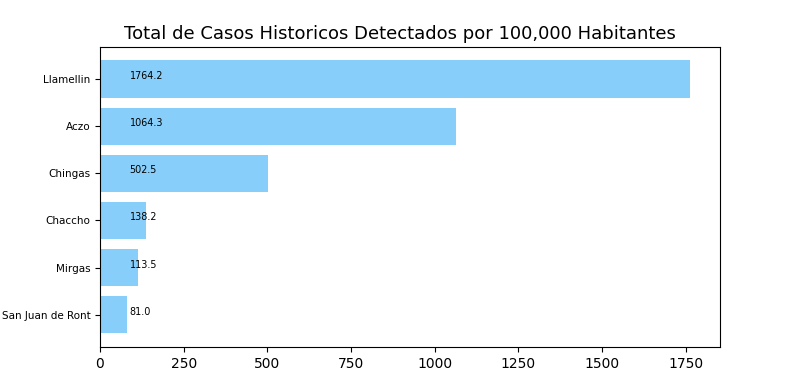 Total de Casos Historicos Detectados por 100,000 Habitantes
Llamellin 1764.2
Aczo 1064.3
Chingas 502.5
Chaccho 138.2
Mirgas 113.5
San Juan de Ront 81.0
0 250 500 750 1000 1250 1500 1750